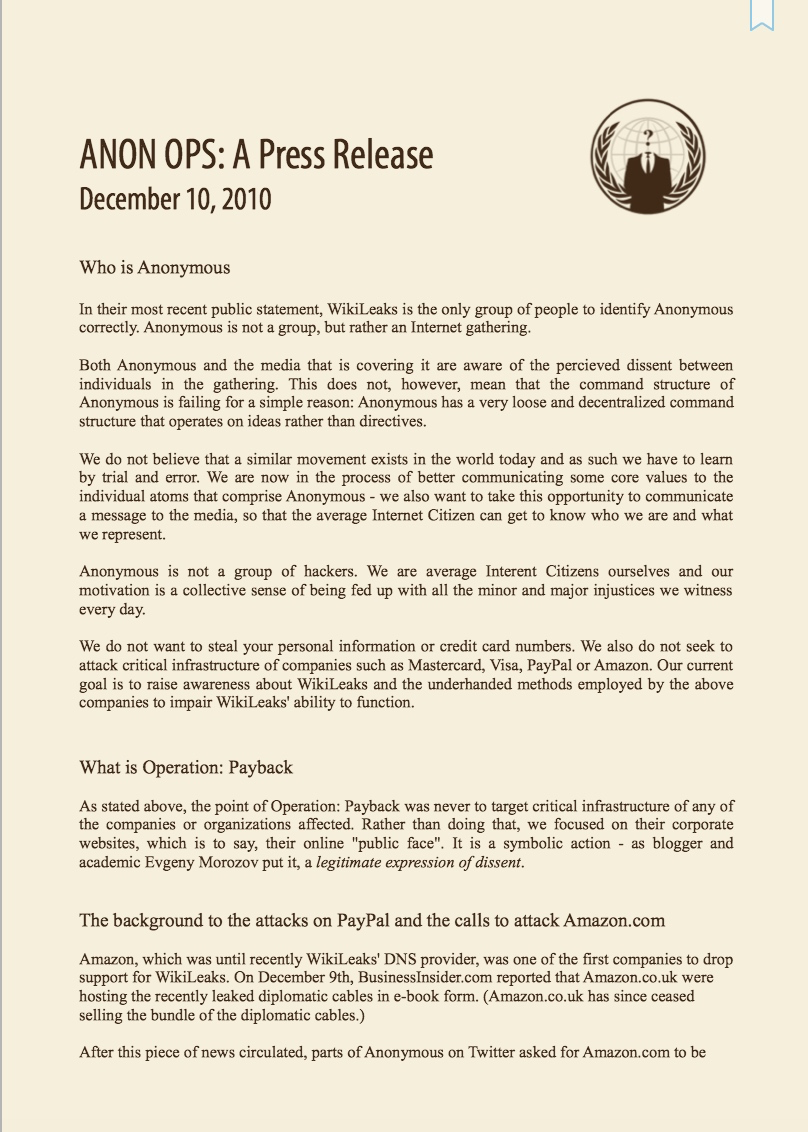 ANON OPS: A Press Release
December 10, 2010
?
Who is Anonymous
In their most recent public statement, WikiLeaks is the only group of people to identify Anonymous
correctly. Anonymous is not a group, but rather an Internet gathering.
Both Anonymous and the media that is covering it are aware of the percieved dissent between
individuals in the gathering. This does not, however, mean that the command structure of
Anonymous is failing for a simple reason: Anonymous has a very loose and decentralized command
structure that operates on ideas rather than directives.
We do not believe that a similar movement exists in the world today and as such we have to learn
by trial and error. We are now in the process of better communicating some core values to the
individual atoms that comprise Anonymous - we also want to take this opportunity to communicate
a message to the media, so that the average Internet Citizen can get to know who we are and what
we represent.
Anonymous is not a group of hackers. We are average Interent Citizens ourselves and our
motivation is a collective sense of being fed up with all the minor and major injustices we witness
every day.
We do not want to steal your personal information or credit card numbers. We also do not seek to
attack critical infrastructure of companies such as Mastercard, Visa, PayPal or Amazon. Our current
goal is to raise awareness about WikiLeaks and the underhanded methods employed by the above
companies to impair WikiLeaks' ability to function.
What is Operation: Payback
As stated above, the point of Operation: Payback was never to target critical infrastructure of any of
the companies or organizations affected. Rather than doing that, we focused on their corporate
websites, which is to say, their online "public face". It is a symbolic action - as blogger and
academic Evgeny Morozov put it, a legitimate expression of dissent.
The background to the attacks on PayPal and the calls to attack Amazon.com
Amazon, which was until recently WikiLeaks' DNS provider, was one of the first companies to drop
support for WikiLeaks. On December 9th, BusinessInsider.com reported that Amazon.co.uk were
hosting the recently leaked diplomatic cables in e-book form. (Amazon.co.uk has since ceased
selling the bundle of the diplomatic cables.)
After this piece of news circulated, parts of Anonymous on Twitter asked for Amazon.com to be